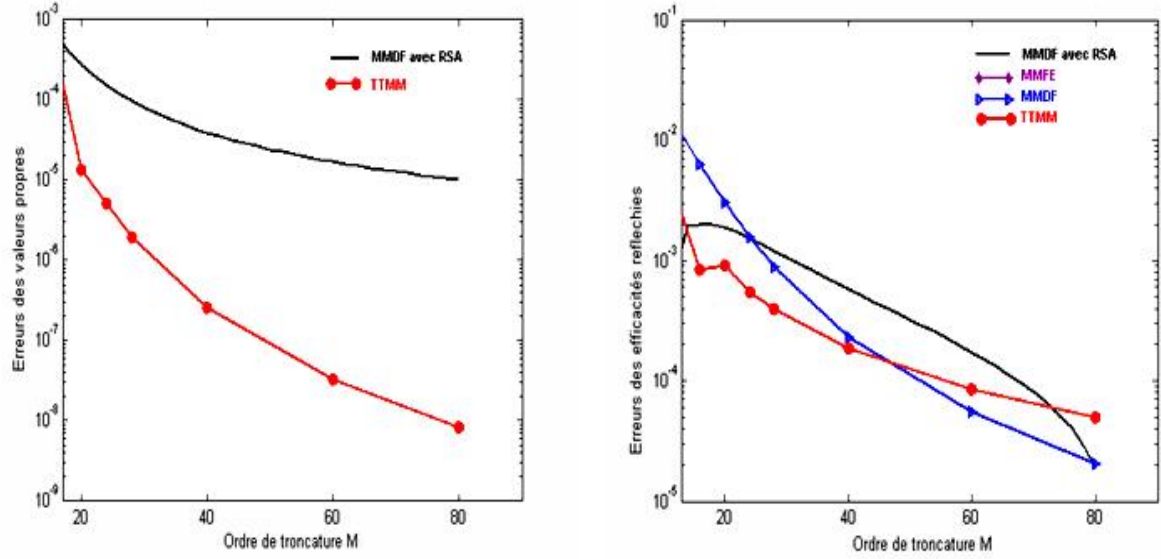 10^-3
10^-4
10^-5
10^-6
10^-7
10^-8
10^-9
Erreurs des valeurs propres
MMDF avec RSA
TTMM
20
40
60
80
Ordre de troncature M
10^-1
10^-2
10^-3
10^-4
10^-5
Erreurs des efficacités reflechies
MMDF avec RSA
MMFE
MMDF
TTMM
20
40
60
80
Ordre de troncature M